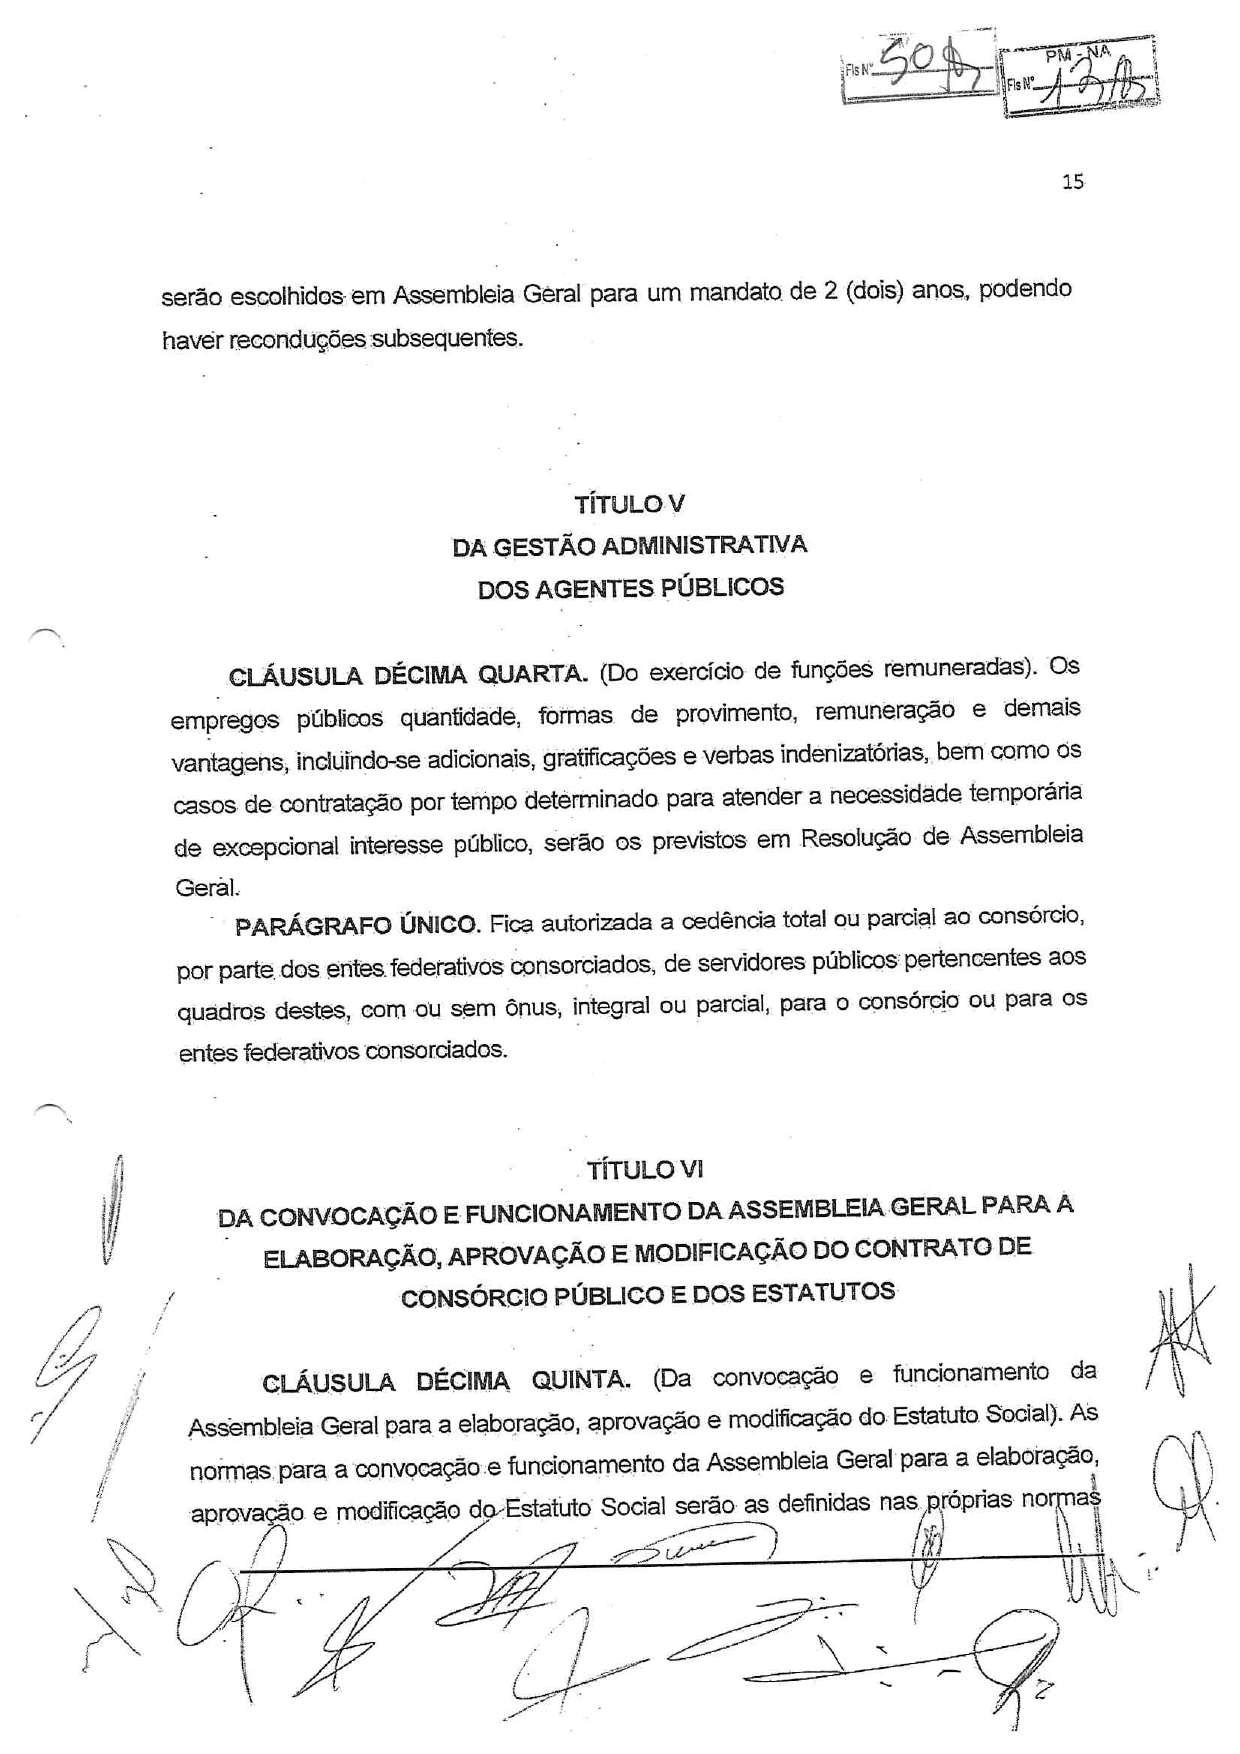 Fls Nº 50
PM - NA
Fls Nº 13
15
serão escolhidos em Assembleia Geral para um mandato de 2 (dois) anos, podendo
haver reconduções subsequentes.
TÍTULO V
DA GESTÃO ADMINISTRATIVA
DOS AGENTES PÚBLICOS
CLÁUSULA DÉCIMA QUARTA. (Do exercício de funções remuneradas). Os
empregos públicos quantidade, formas de provimento, remuneração e demais
vantagens, incluindo-se adicionais, gratificações e verbas indenizatórias, bem como os
casos de contratação por tempo determinado para atender a necessidade temporária
de excepcional interesse público, serão os previstos em Resolução de Assembleia
Geral.
PARÁGRAFO ÚNICO. Fica autorizada a cedência total ou parcial ao consórcio,
por parte dos entes federativos consorciados, de servidores públicos pertencentes aos
quadros destes, com ou sem ônus, integral ou parcial, para o consórcio ou para os
entes federativos consorciados.
TÍTULO VI
DA CONVOCAÇÃO E FUNCIONAMENTO DA ASSEMBLEIA GERAL PARA A
ELABORAÇÃO, APROVAÇÃO E MODIFICAÇÃO DO CONTRATO DE
CONSÓRCIO PÚBLICO E DOS ESTATUTOS
CLÁUSULA DÉCIMA QUINTA. (Da convocação e funcionamento da
Assembleia Geral para a elaboração, aprovação e modificação do Estatuto Social). As
normas para a convocação e funcionamento da Assembleia Geral para a elaboração,
aprovação e modificação do Estatuto Social serão as definidas nas próprias normas